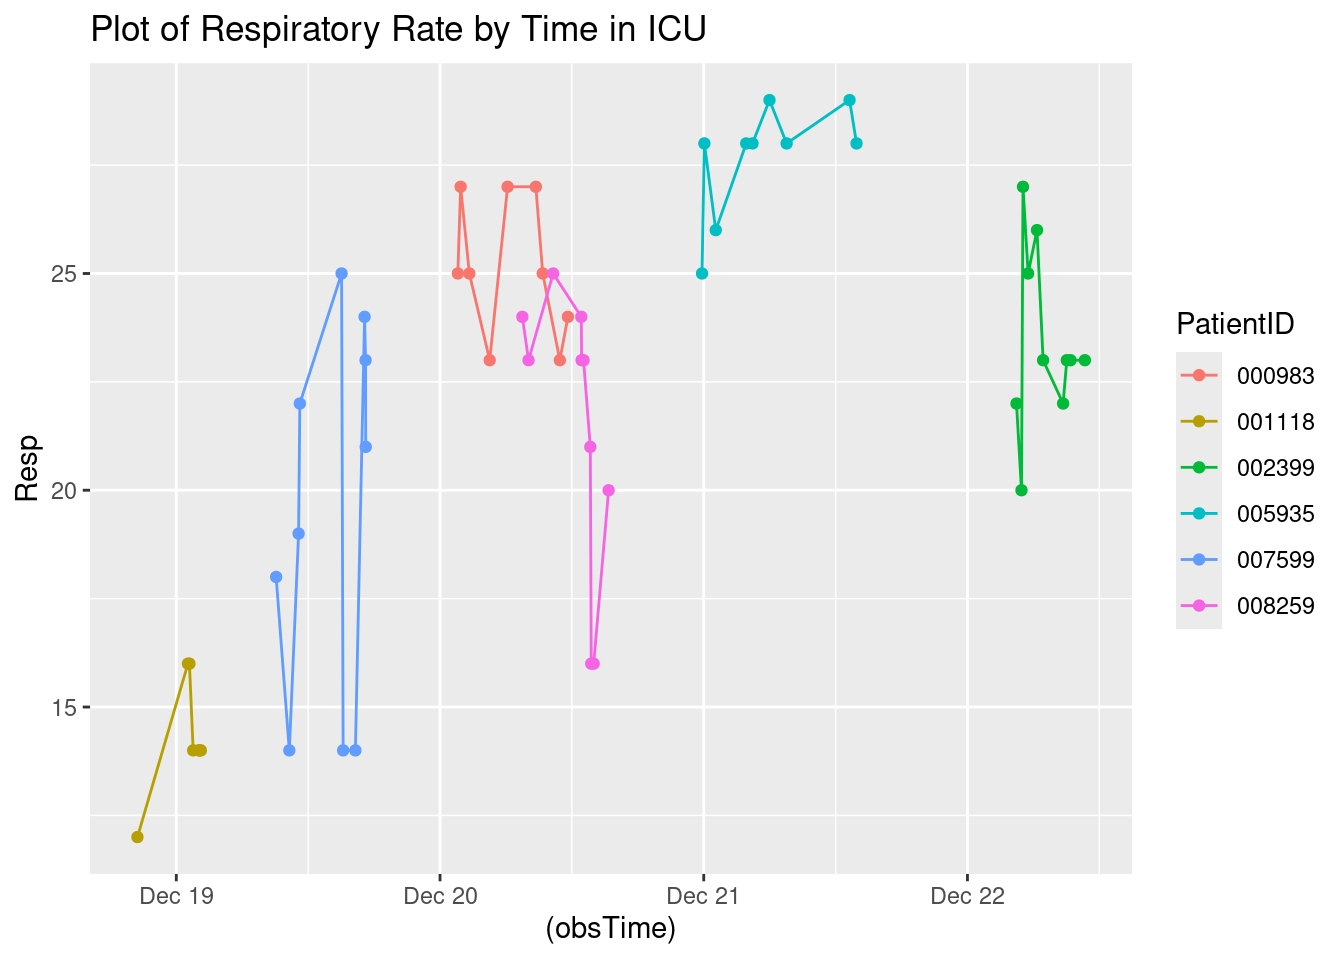 Plot of Respiratory Rate by Time in ICU
25
20
15
Resp
Dec 19
Dec 20
Dec 21
Dec 22
(obsTime)
PatientID
000983
001118
002399
005935
007599
008259